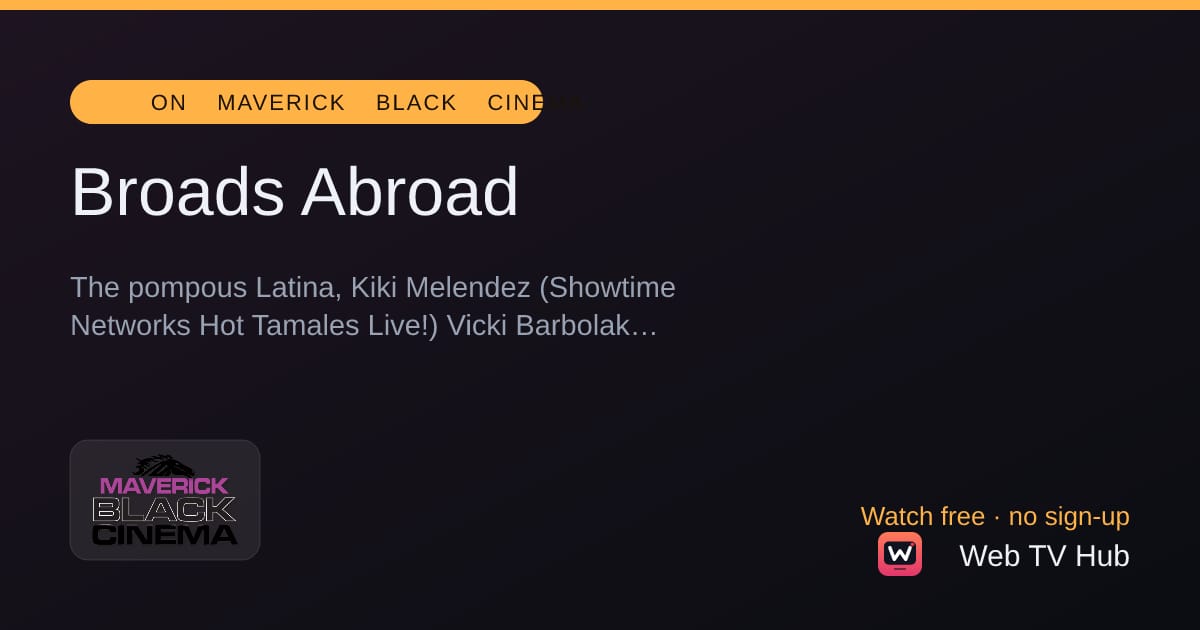 ON MAVERICK BLACK CINEMA
Broads Abroad
The pompous Latina, Kiki Melendez (Showtime
Networks Hot Tamales Live!) Vicki Barbolak…
MAVERICK
BLACK
CINEMA
Watch free · no sign-up
W
Web TV Hub